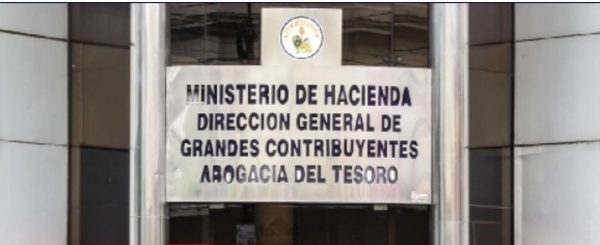 MINISTERIO DE HACIENDA
DIRECCION GENERAL DE
GRANDES CONTRIBUYENTES
ABOGACIA DEL TESORO